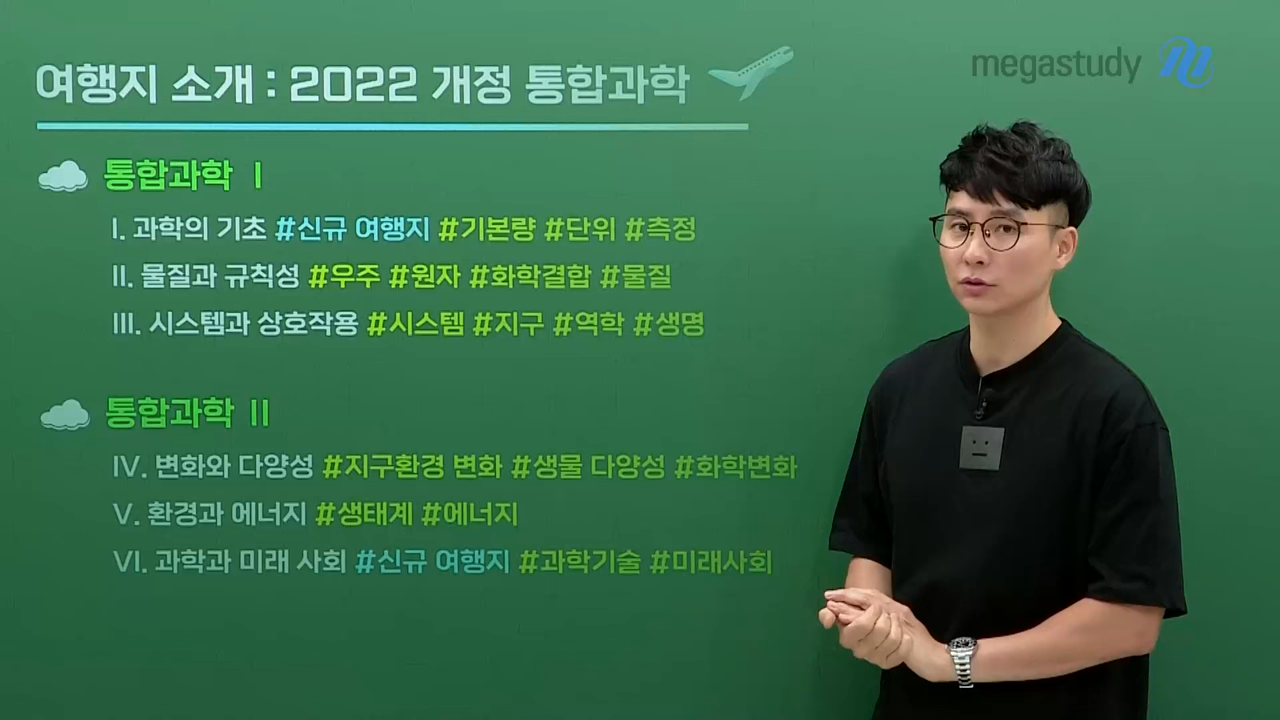 여행지 소개 : 2022 개정 통합과학
megastudy
통합과학 Ⅰ
Ⅰ. 과학의 기초 #신규 여행지 #기본량 #단위 #측정
Ⅱ. 물질과 규칙성 #우주 #원자 #화학결합 #물질
Ⅲ. 시스템과 상호작용 #시스템 #지구 #역학 #생명
통합과학 Ⅱ
Ⅳ. 변화와 다양성 #지구환경 변화 #생물 다양성 #화학변화
Ⅴ. 환경과 에너지 #생태계 #에너지
Ⅵ. 과학과 미래 사회 #신규 여행지 #과학기술 #미래사회